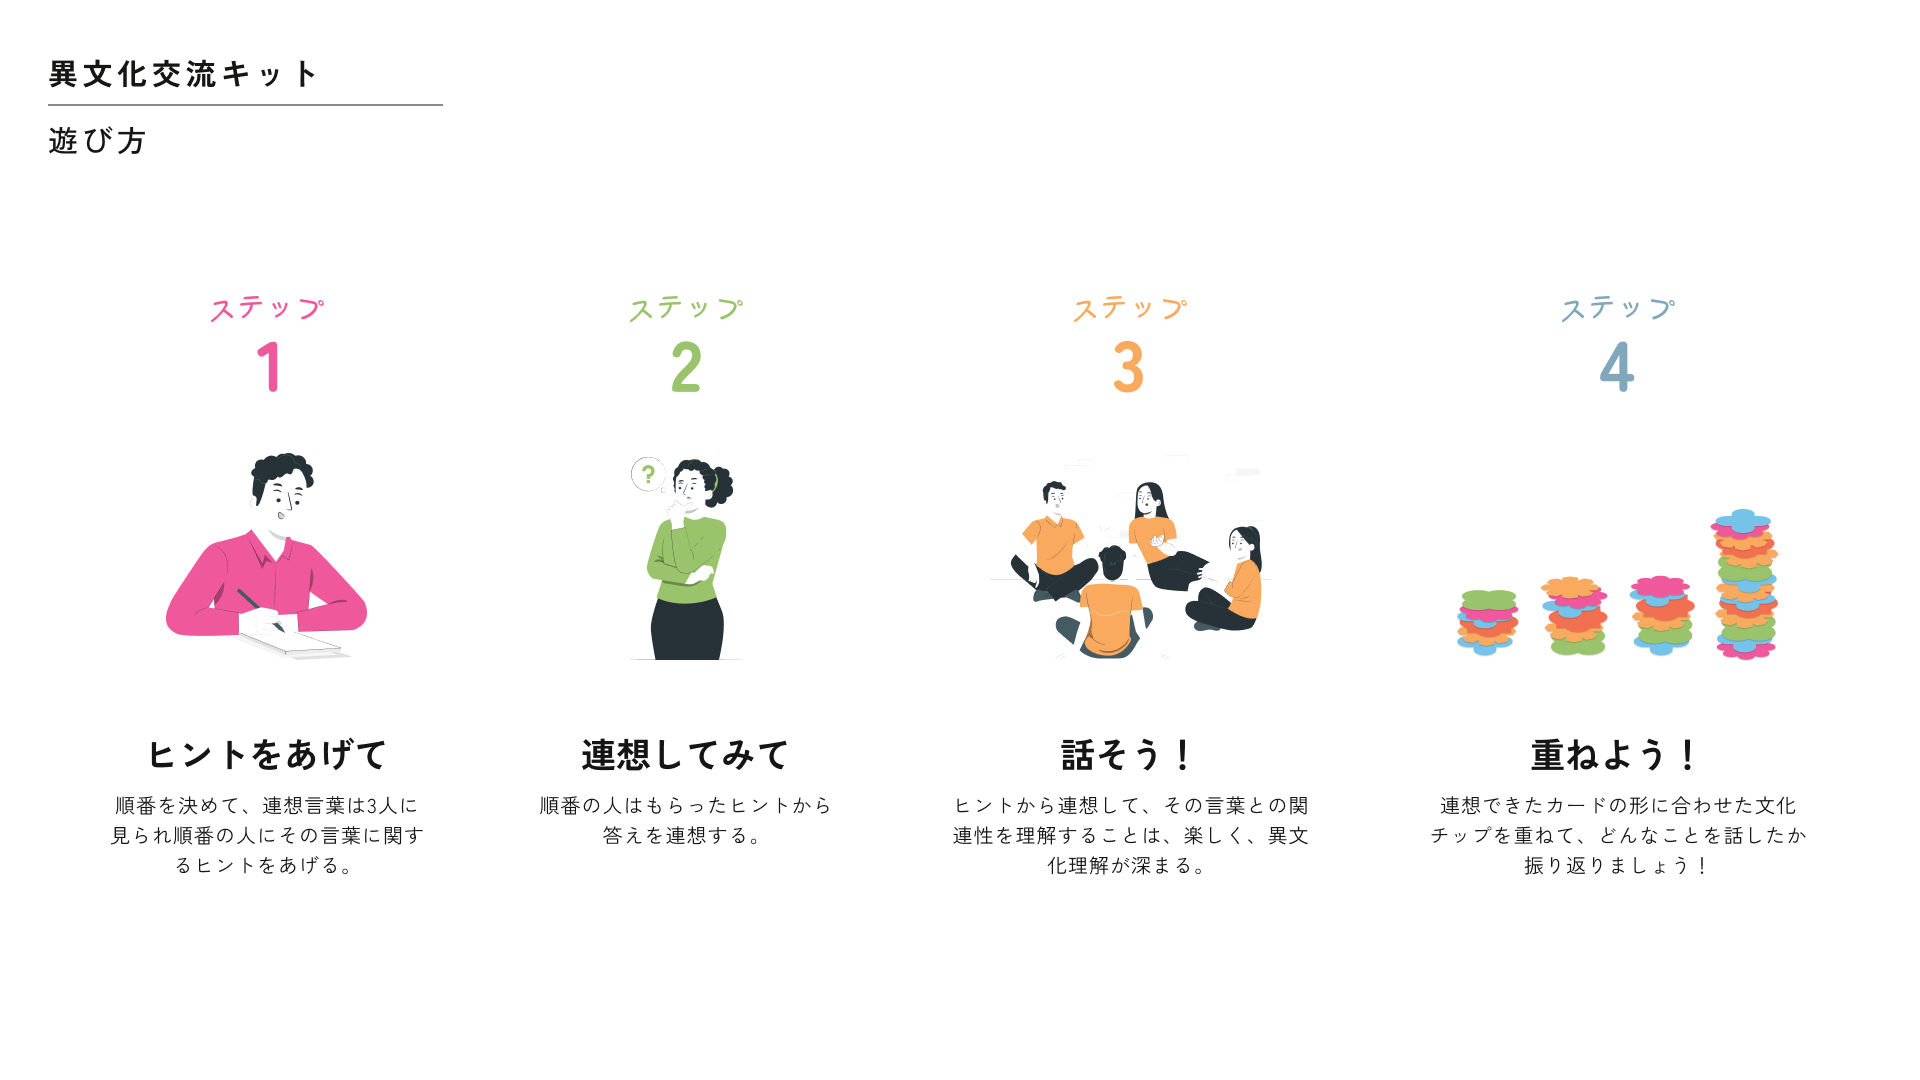 異文化交流キット
遊び方
ステップ
1
ヒントをあげて
順番を決めて、連想言葉は3人に
見られ順番の人にその言葉に関す
るヒントをあげる。
ステップ
2
?
連想してみて
順番の人はもらったヒントから
答えを連想する。
ステップ
3
話そう！
ヒントから連想して、その言葉との関
連性を理解することは、楽しく、異文
化理解が深まる。
ステップ
4
重ねよう！
連想できたカードの形に合わせた文化
チップを重ねて、どんなことを話したか
振り返りましょう！